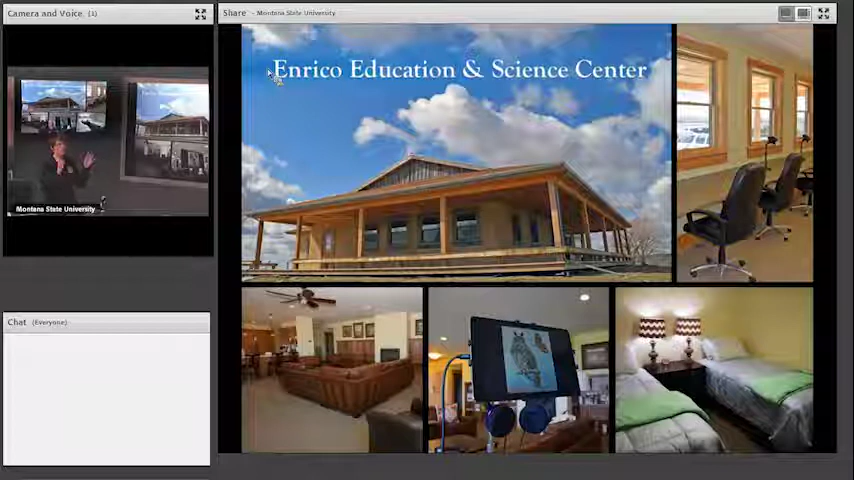 Camera and Voice (1)
Montana State University
Chat (Everyone)
Share - Montana State University
Enrico Education & Science Center